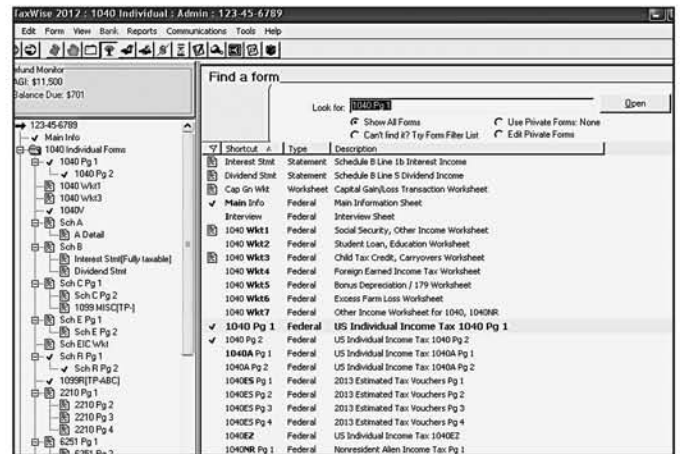 TaxWise 2012 : 1040 Individual : Admin : 123-45-6789
Edit Form View Bank Reports Communications Tools Help
efund Monitor
AGI: $11,500
Balance Due: $701
123-45-6789
Main Info
1040 Individual Forms
1040 Pg 1
1040 Pg 2
1040 Wkt1
1040 Wkt3
1040V
Sch A
A Detail
Sch B
Interest Stmt[Fully taxable]
Dividend Stmt
Sch C Pg 1
Sch C Pg 2
1099 MISC[TP-]
Sch E Pg 1
Sch E Pg 2
Sch EIC Wkt
Sch R Pg 1
Sch R Pg 2
1099R[TP-ABC]
2210 Pg 1
2210 Pg 2
2210 Pg 3
2210 Pg 4
6251 Pg 1
6251 Pg 2
Find a form
Look for: 1040 Pg 1
Open
Show All Forms
Use Private Forms: None
Can't find it? Try Form Filter List
Edit Private Forms
Shortcut Type Description
Interest Stmt Statement Schedule B Line 1b Interest Income
Dividend Stmt Statement Schedule B Line 5 Dividend Income
Cap Gn Wkt Worksheet Capital Gain/Loss Transaction Worksheet
Main Info Federal Main Information Sheet
Interview Federal Interview Sheet
1040 Wkt1 Federal Social Security, Other Income Worksheet
1040 Wkt2 Federal Student Loan, Education Worksheet
1040 Wkt3 Federal Child Tax Credit, Carryovers Worksheet
1040 Wkt4 Federal Foreign Earned Income Tax Worksheet
1040 Wkt5 Federal Bonus Depreciation / 179 Worksheet
1040 Wkt6 Federal Excess Farm Loss Worksheet
1040 Wkt7 Federal Other Income Worksheet for 1040, 1040NR
1040 Pg 1 Federal US Individual Income Tax 1040 Pg 1
1040 Pg 2 Federal US Individual Income Tax 1040 Pg 2
1040A Pg 1 Federal US Individual Income Tax 1040A Pg 1
1040A Pg 2 Federal US Individual Income Tax 1040A Pg 2
1040ES Pg 1 Federal 2013 Estimated Tax Vouchers Pg 1
1040ES Pg 2 Federal 2013 Estimated Tax Vouchers Pg 2
1040ES Pg 3 Federal 2013 Estimated Tax Vouchers Pg 3
1040ES Pg 4 Federal 2013 Estimated Tax Vouchers Pg 4
1040EZ Federal US Individual Income Tax 1040EZ
1040NR Pg 1 Federal Nonresident Alien Income Tax Pg 1